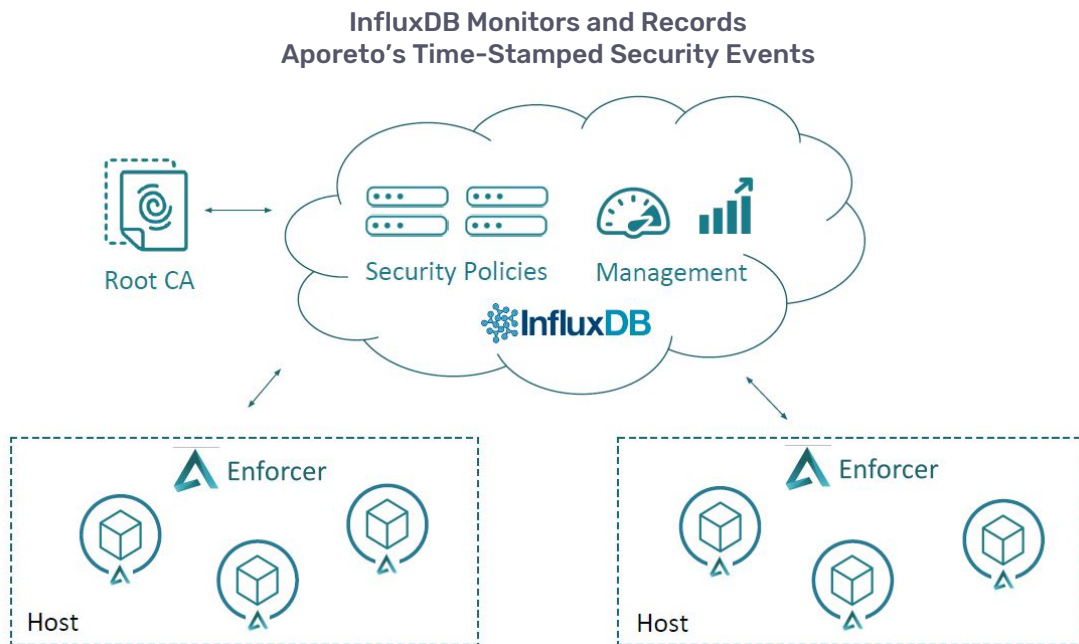 InfluxDB Monitors and Records
Aporeto’s Time-Stamped Security Events
Root CA
Security Policies
Management
InfluxDB
Enforcer
Host
Enforcer
Host